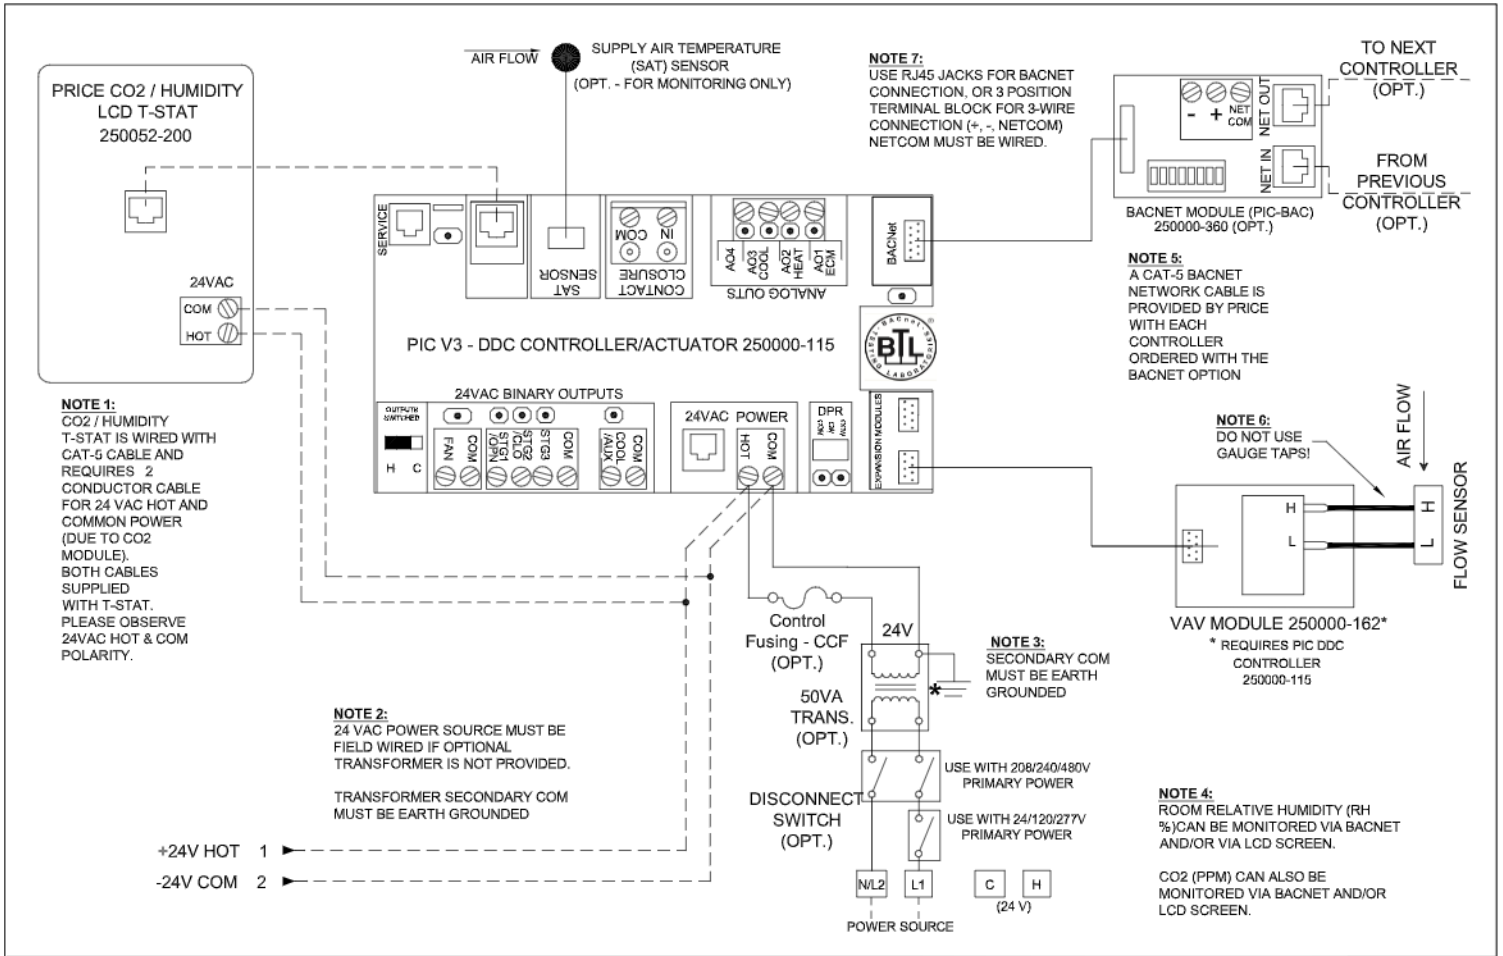 PRICE CO2 / HUMIDITY
LCD T-STAT
250052-200
24VAC
COM
HOT
NOTE 1:
CO2 / HUMIDITY
T-STAT IS WIRED WITH
CAT-5 CABLE AND
REQUIRES 2
CONDUCTOR CABLE
FOR 24 VAC HOT AND
COMMON POWER
(DUE TO CO2
MODULE).
BOTH CABLES
SUPPLIED
WITH T-STAT.
PLEASE OBSERVE
24VAC HOT & COM
POLARITY.
AIR FLOW
SUPPLY AIR TEMPERATURE
(SAT) SENSOR
(OPT. - FOR MONITORING ONLY)
NOTE 7:
USE RJ45 JACKS FOR BACNET
CONNECTION, OR 3 POSITION
TERMINAL BLOCK FOR 3-WIRE
CONNECTION (+, -, NETCOM)
NETCOM MUST BE WIRED.
- + NET
COM
NET OUT
NET IN
TO NEXT
CONTROLLER
(OPT.)
FROM
PREVIOUS
CONTROLLER
(OPT.)
BACNET MODULE (PIC-BAC)
250000-360 (OPT.)
NOTE 5:
A CAT-5 BACNET
NETWORK CABLE IS
PROVIDED BY PRICE
WITH EACH
CONTROLLER
ORDERED WITH THE
BACNET OPTION
SERVICE
SAT
SENSOR
COM
IN
CONTACT
CLOSURE
AO4
AO3
COOL
AO2
HEAT
AO1
ECM
ANALOG OUTS
BACNet
PIC V3 - DDC CONTROLLER/ACTUATOR 250000-115
BACnet TESTING LABORATORIES
BTL
®
24VAC BINARY OUTPUTS
OUTPUTS
SWITCHED
H C
FAN
COM
STG1
/OPN
STG2
/CLO
STG3
COM
COOL
/AUX
COM
24VAC POWER
HOT
COM
DPR
COM
CCW
EXPANSION MODULES
NOTE 6:
DO NOT USE
GAUGE TAPS!
AIR FLOW
H
L
H
L
FLOW SENSOR
VAV MODULE 250000-162*
* REQUIRES PIC DDC
CONTROLLER
250000-115
Control
Fusing - CCF
(OPT.)
24V
50VA
TRANS.
(OPT.)
*
NOTE 3:
SECONDARY COM
MUST BE EARTH
GROUNDED
NOTE 2:
24 VAC POWER SOURCE MUST BE
FIELD WIRED IF OPTIONAL
TRANSFORMER IS NOT PROVIDED.
TRANSFORMER SECONDARY COM
MUST BE EARTH GROUNDED
DISCONNECT
SWITCH
(OPT.)
USE WITH 208/240/480V
PRIMARY POWER
USE WITH 24/120/277V
PRIMARY POWER
+24V HOT 1
-24V COM 2
N/L2
L1
C
H
(24 V)
POWER SOURCE
NOTE 4:
ROOM RELATIVE HUMIDITY (RH
%)CAN BE MONITORED VIA BACNET
AND/OR VIA LCD SCREEN.
CO2 (PPM) CAN ALSO BE
MONITORED VIA BACNET AND/OR
LCD SCREEN.